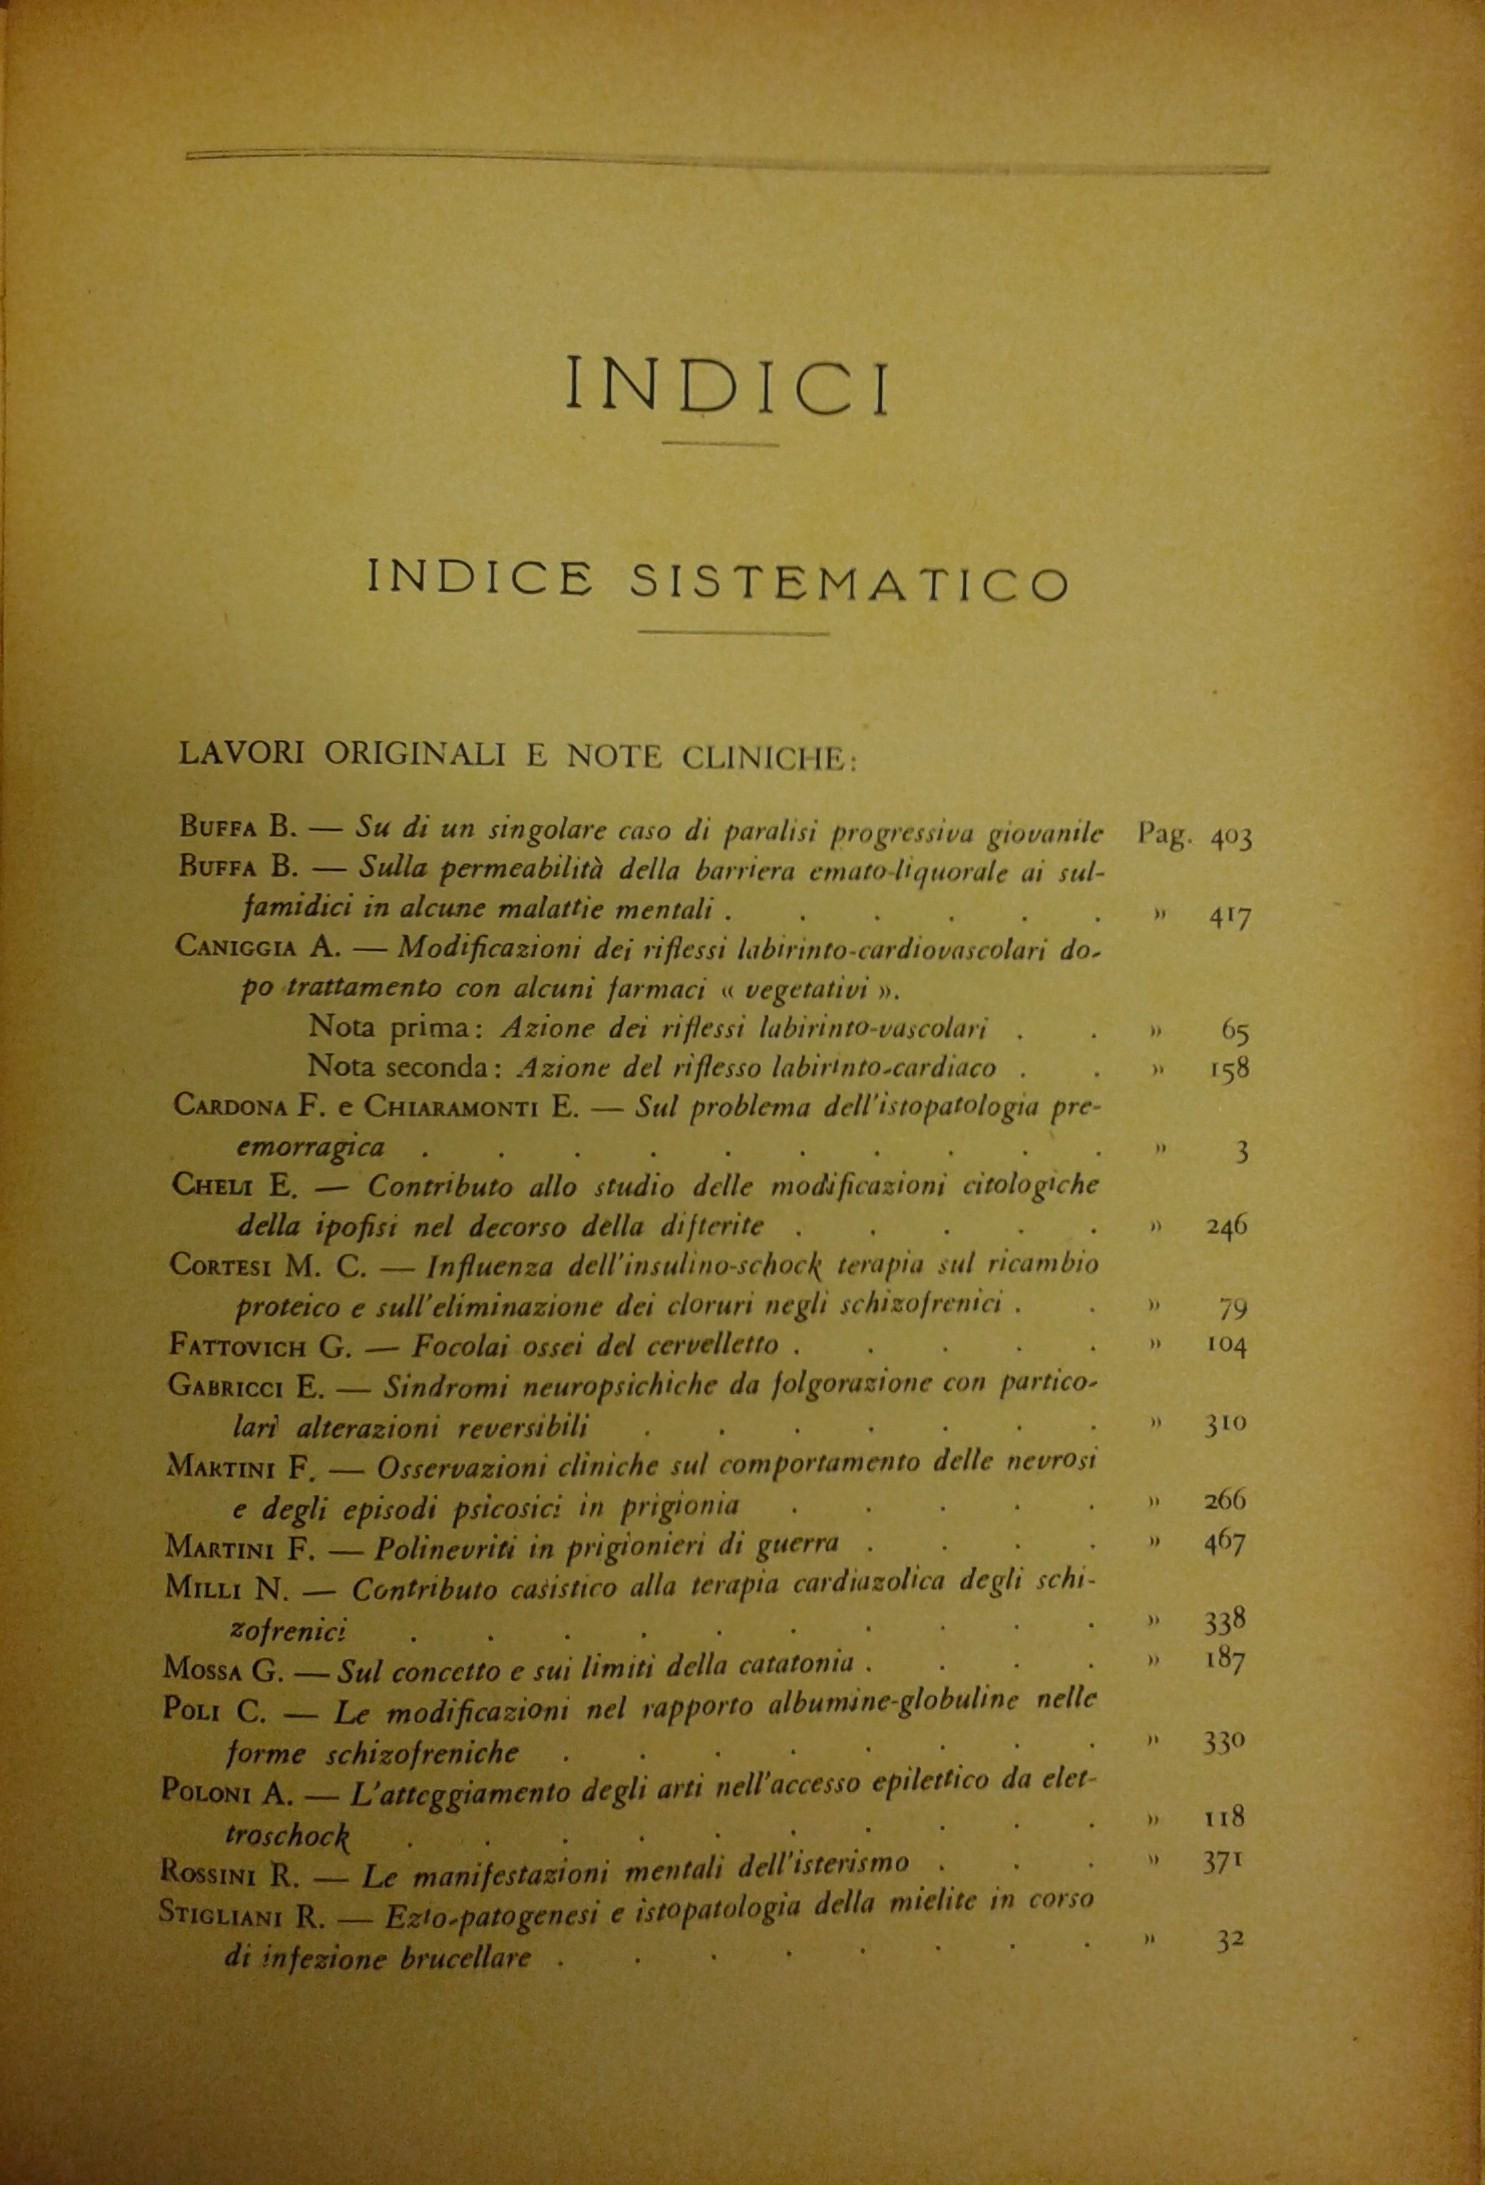 INDICI
INDICE SISTEMATICO
LAVORI ORIGINALI E NOTE CLINICHE:
BUFFA B. — Su di un singolare caso di paralisi progressiva giovanile Pag. 403
BUFFA B. — Sulla permeabilità della barriera emato-liquorale ai sul-
famidici in alcune malattie mentali . . . . . . » 417
CANIGGIA A. — Modificazioni dei riflessi labirinto-cardiovascolari do-
po trattamento con alcuni farmaci « vegetativi ».
Nota prima: Azione dei riflessi labirinto-vascolari . . » 65
Nota seconda: Azione del riflesso labirinto-cardiaco . . » 158
CARDONA F. e CHIARAMONTI E. — Sul problema dell'istopatologia pre-
emorragica . . . . . . . . . . » 3
CHELI E. — Contributo allo studio delle modificazioni citologiche
della ipofisi nel decorso della difterite . . . . . » 246
CORTESI M. C. — Influenza dell'insulino-schock terapia sul ricambio
proteico e sull'eliminazione dei cloruri negli schizofrenici . . » 79
FATTOVICH G. — Focolai ossei del cervelletto . . . . . » 104
GABRICCI E. — Sindromi neuropsichiche da folgorazione con partico-
lari alterazioni reversibili . . . . . . . » 310
MARTINI F. — Osservazioni cliniche sul comportamento delle nevrosi
e degli episodi psicosici in prigionia . . . . . » 266
MARTINI F. — Polinevriti in prigionieri di guerra . . . . » 467
MILLI N. — Contributo casistico alla terapia cardiazolica degli schi-
zofrenici . . . . . . . . . . » 338
MOSSA G. — Sul concetto e sui limiti della catatonia . . . . » 187
POLI C. — Le modificazioni nel rapporto albumine-globuline nelle
forme schizofreniche . . . . . . . . » 330
POLONI A. — L'atteggiamento degli arti nell'accesso epilettico da elet-
troschock . . . . . . . . . . » 118
ROSSINI R. — Le manifestazioni mentali dell'isterismo . . . » 371
STIGLIANI R. — Ezio-patogenesi e istopatologia della mielite in corso
di infezione brucellare . . . . . . . . » 32